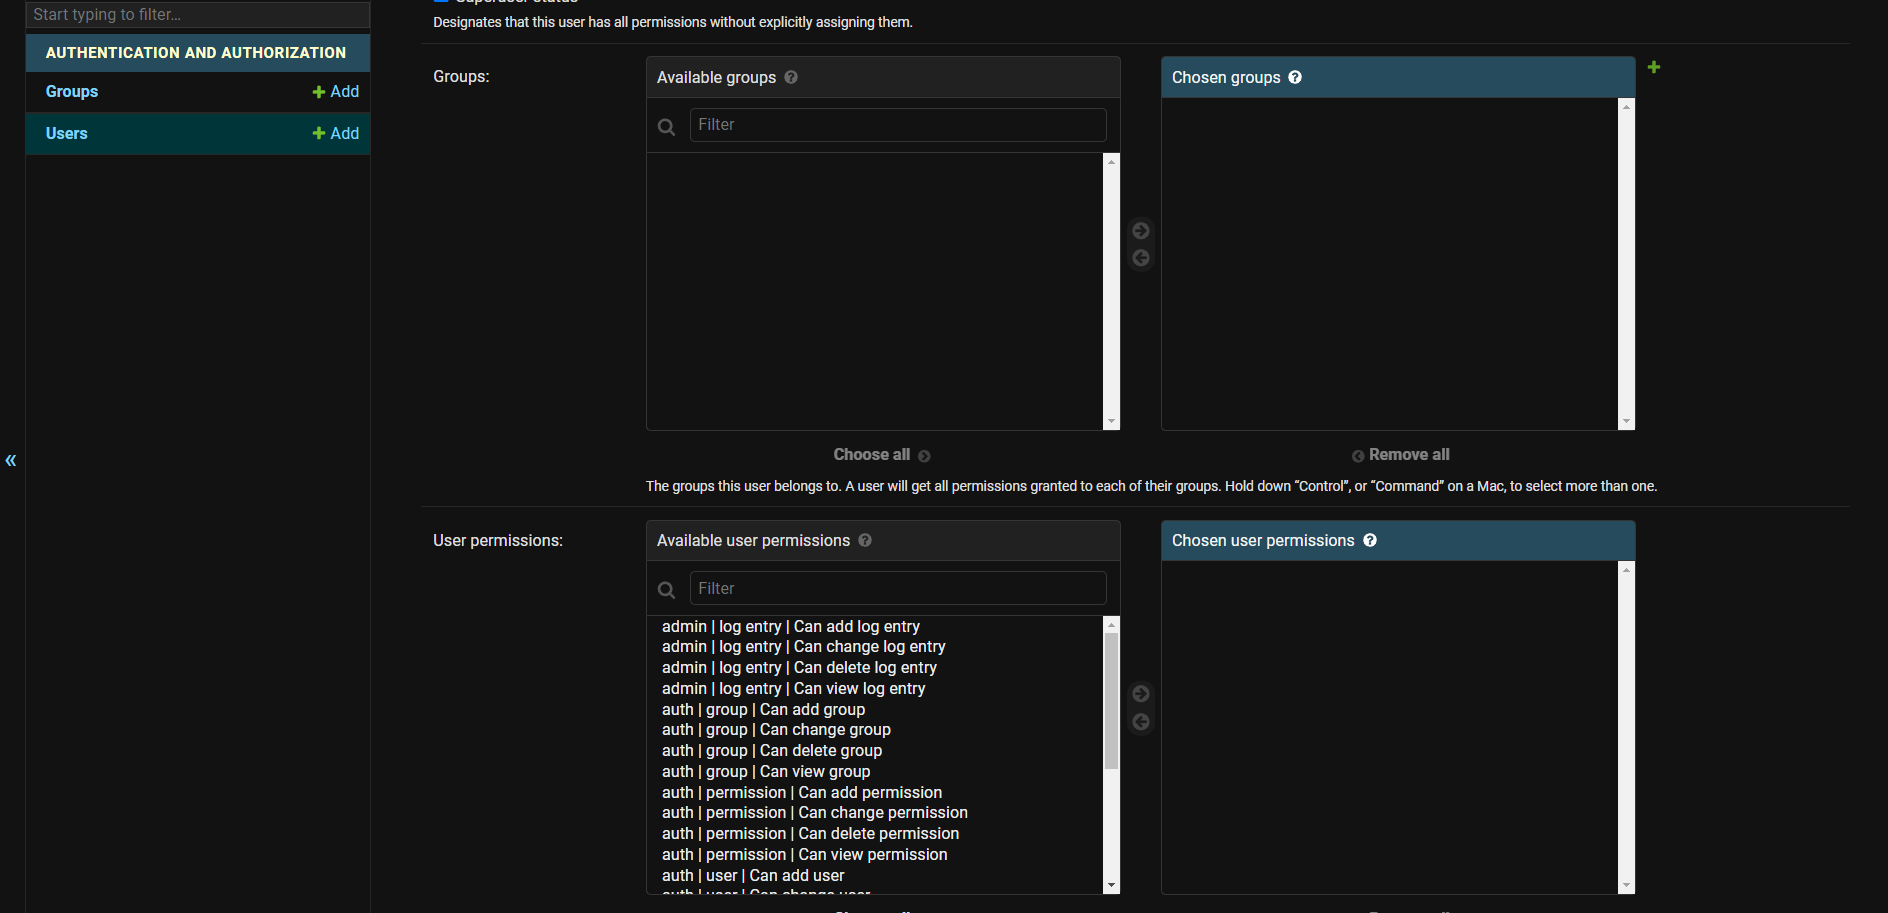 Start typing to filter...
AUTHENTICATION AND AUTHORIZATION
Groups
Add
Users
Add
«
Superuser status
Designates that this user has all permissions without explicitly assigning them.
Groups:
Available groups ?
Filter
Choose all
Chosen groups ?
Remove all
The groups this user belongs to. A user will get all permissions granted to each of their groups. Hold down “Control”, or “Command” on a Mac, to select more than one.
User permissions:
Available user permissions ?
Filter
admin | log entry | Can add log entry
admin | log entry | Can change log entry
admin | log entry | Can delete log entry
admin | log entry | Can view log entry
auth | group | Can add group
auth | group | Can change group
auth | group | Can delete group
auth | group | Can view group
auth | permission | Can add permission
auth | permission | Can change permission
auth | permission | Can delete permission
auth | permission | Can view permission
auth | user | Can add user
auth | user | Can change user
Chosen user permissions ?